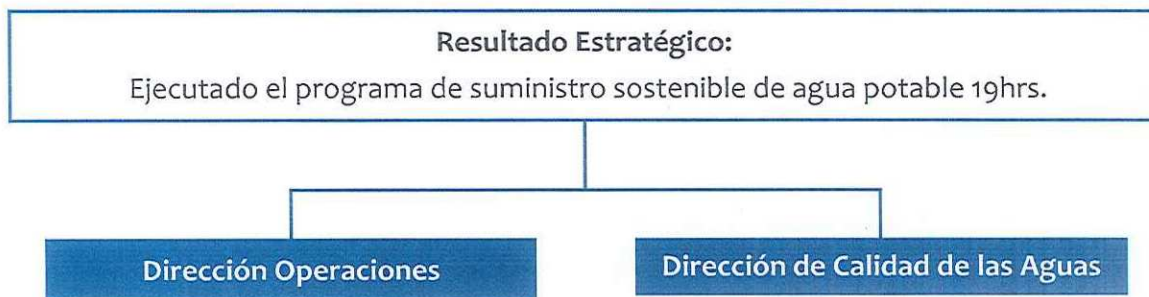 Resultado Estratégico:
Ejecutado el programa de suministro sostenible de agua potable 19hrs.
Dirección Operaciones
Dirección de Calidad de las Aguas